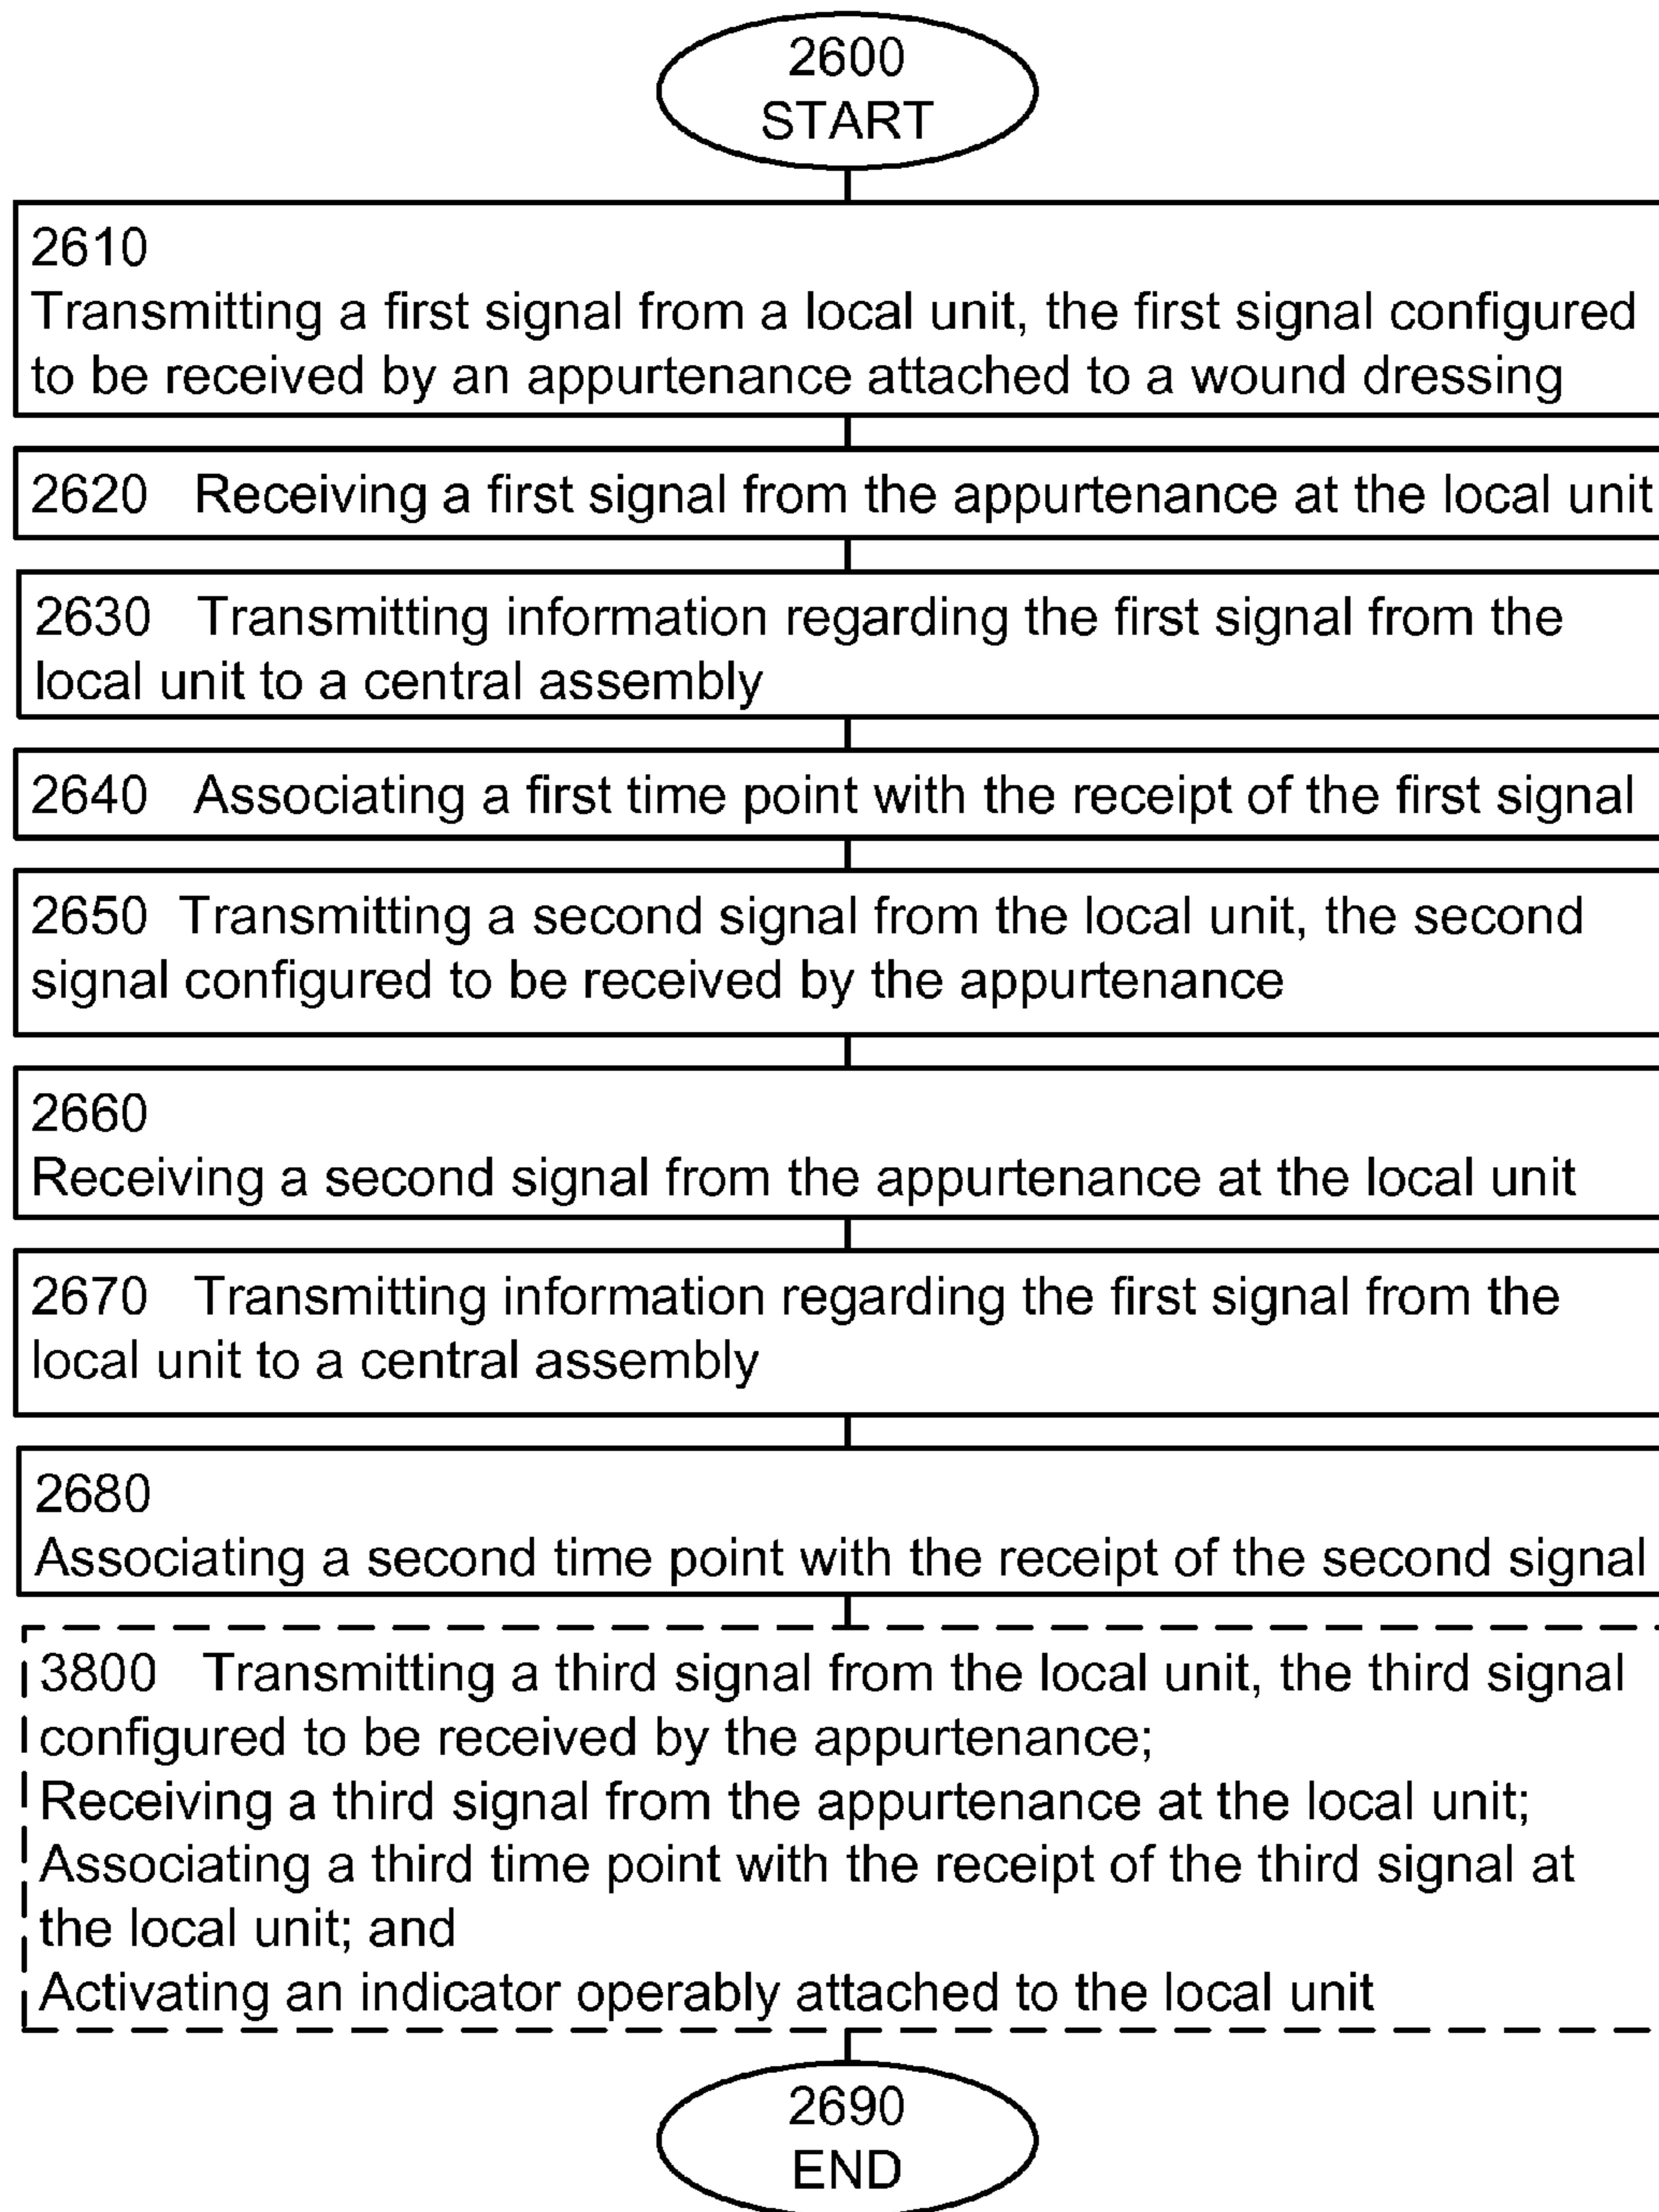 2600
START
2610
Transmitting a first signal from a local unit, the first signal configured
to be received by an appurtenance attached to a wound dressing
2620 Receiving a first signal from the appurtenance at the local unit
2630 Transmitting information regarding the first signal from the
local unit to a central assembly
2640 Associating a first time point with the receipt of the first signal
2650 Transmitting a second signal from the local unit, the second
signal configured to be received by the appurtenance
2660
Receiving a second signal from the appurtenance at the local unit
2670 Transmitting information regarding the first signal from the
local unit to a central assembly
2680
Associating a second time point with the receipt of the second signal
3800 Transmitting a third signal from the local unit, the third signal
configured to be received by the appurtenance;
Receiving a third signal from the appurtenance at the local unit;
Associating a third time point with the receipt of the third signal at
the local unit; and
Activating an indicator operably attached to the local unit
2690
END